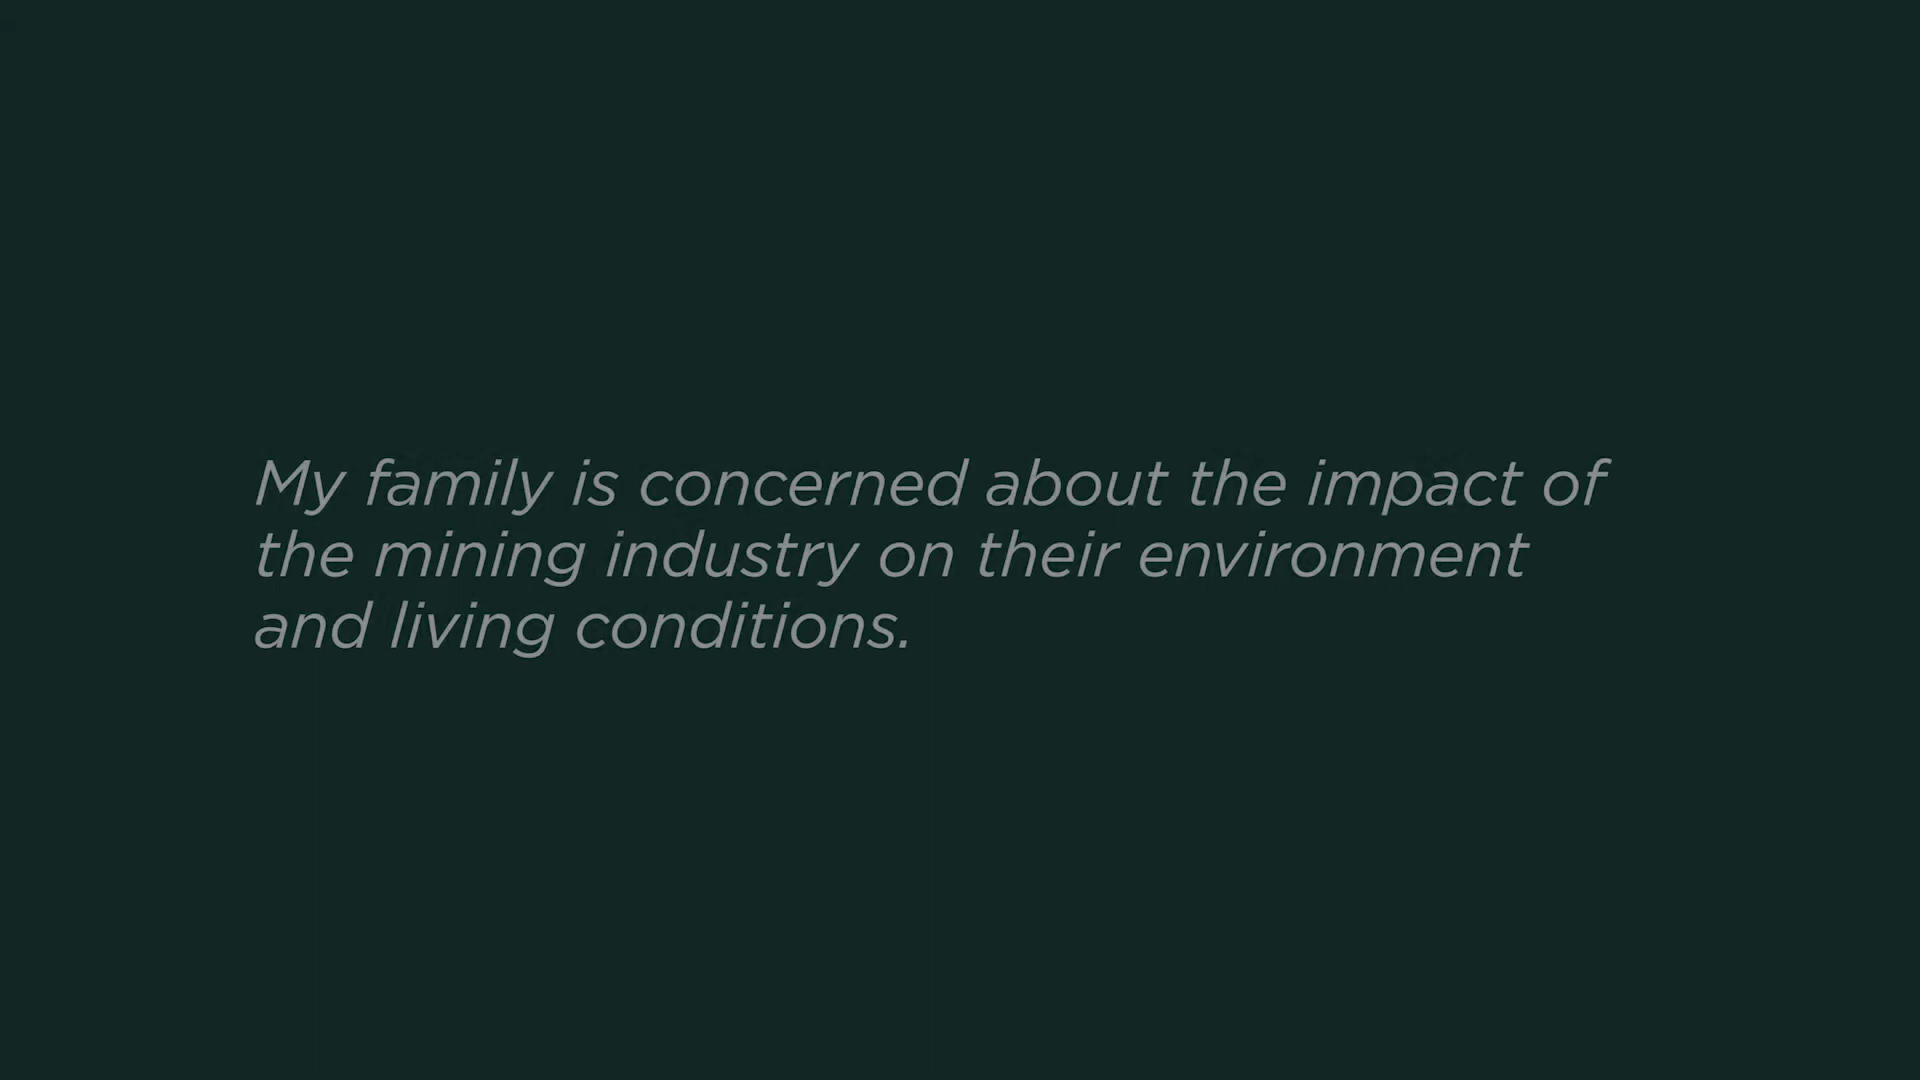 My family is concerned about the impact of
the mining industry on their environment
and living conditions.